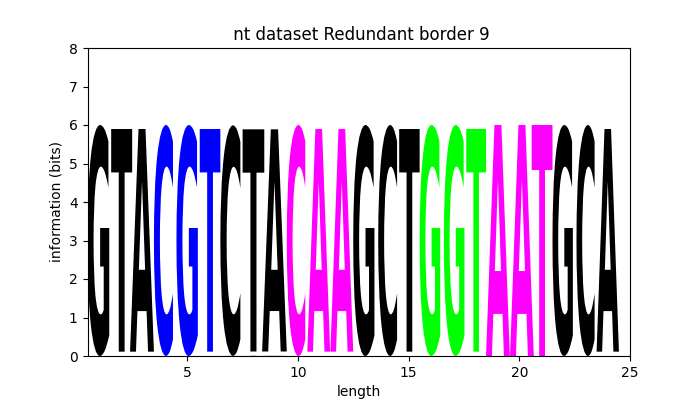 nt dataset Redundant border 9
8
7
6
5
4
3
2
1
0
information (bits)
GTACGTCTACAAGCTGGTAATGCA
5 10 15 20 25
length